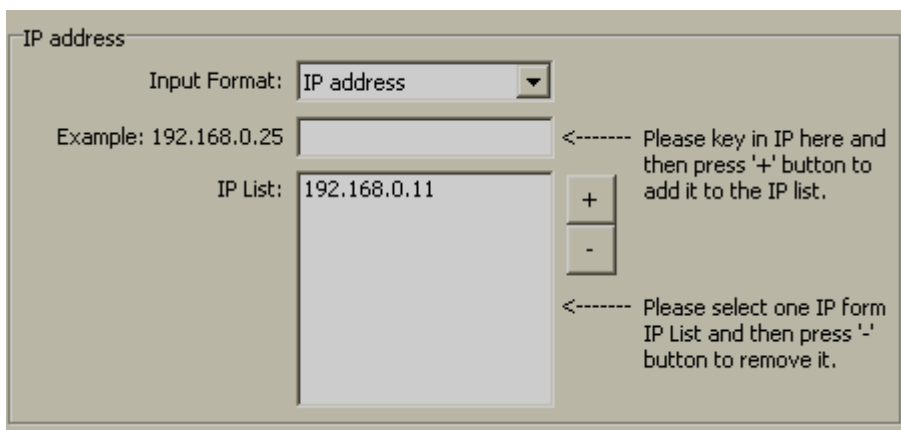 IP address
Input Format: IP address
Example: 192.168.0.25
<------- Please key in IP here and
then press '+' button to
add it to the IP list.
IP List: 192.168.0.11
+
-
<------- Please select one IP form
IP List and then press '-'
button to remove it.